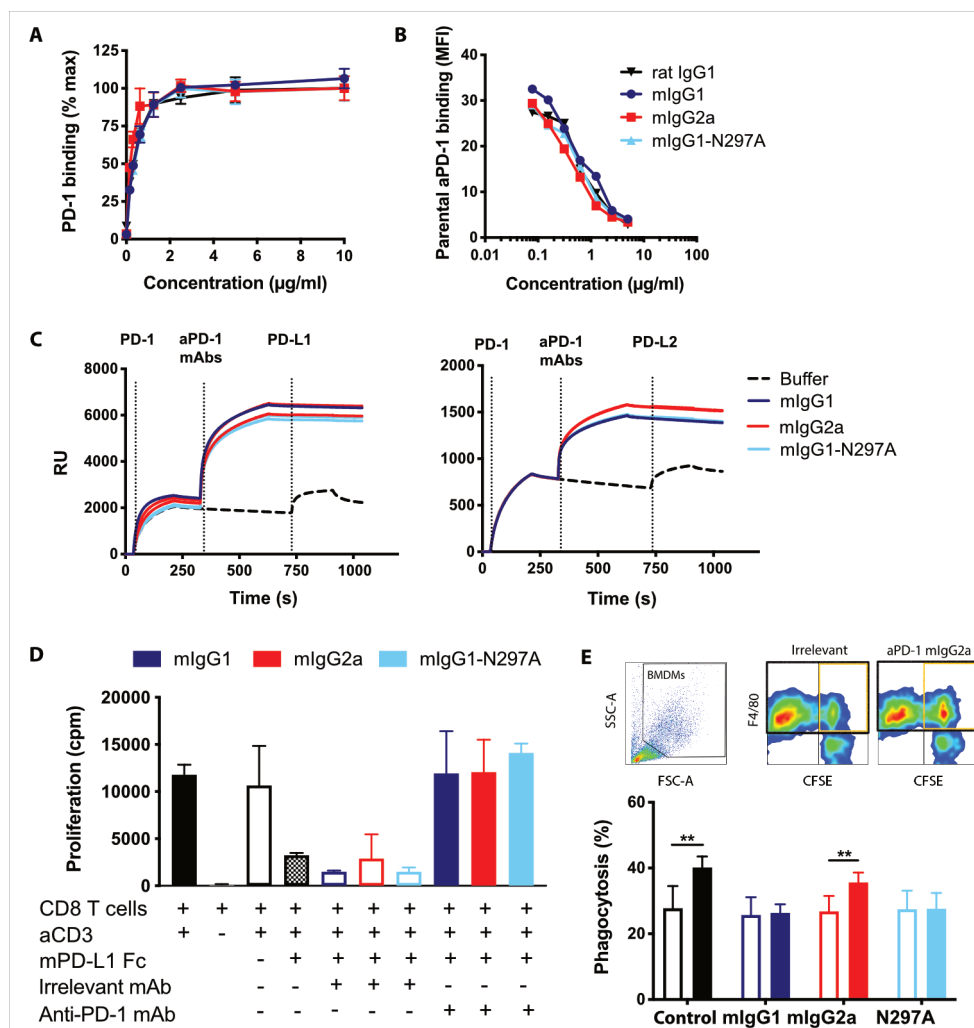 A
PD-1 binding (% max)
125
100
75
50
25
0
0 2 4 6 8 10
Concentration (µg/ml)
B
Parental aPD-1 binding (MFI)
40
30
20
10
0
0.01 0.1 1 10 100
Concentration (µg/ml)
rat IgG1
mIgG1
mIgG2a
mIgG1-N297A
C
PD-1 aPD-1 mAbs PD-L1
RU
8000
6000
4000
2000
0
0 250 500 750 1000
Time (s)
PD-1 aPD-1 mAbs PD-L2
2000
1500
1000
500
0
0 250 500 750 1000
Time (s)
Buffer
mIgG1
mIgG2a
mIgG1-N297A
D
mIgG1 mIgG2a mIgG1-N297A
Proliferation (cpm)
20000
15000
10000
5000
0
CD8 T cells + + + + + + + + + +
aCD3 + - + + + + + + + +
mPD-L1 Fc - + + + + + + +
Irrelevant mAb - - + + + - - -
Anti-PD-1 mAb - - - - - + + +
E
BMDMs
SSC-A
FSC-A
Irrelevant
F4/80
CFSE
aPD-1 mIgG2a
CFSE
Phagocytosis (%)
60
40
20
0
**
**
Control mIgG1 mIgG2a N297A